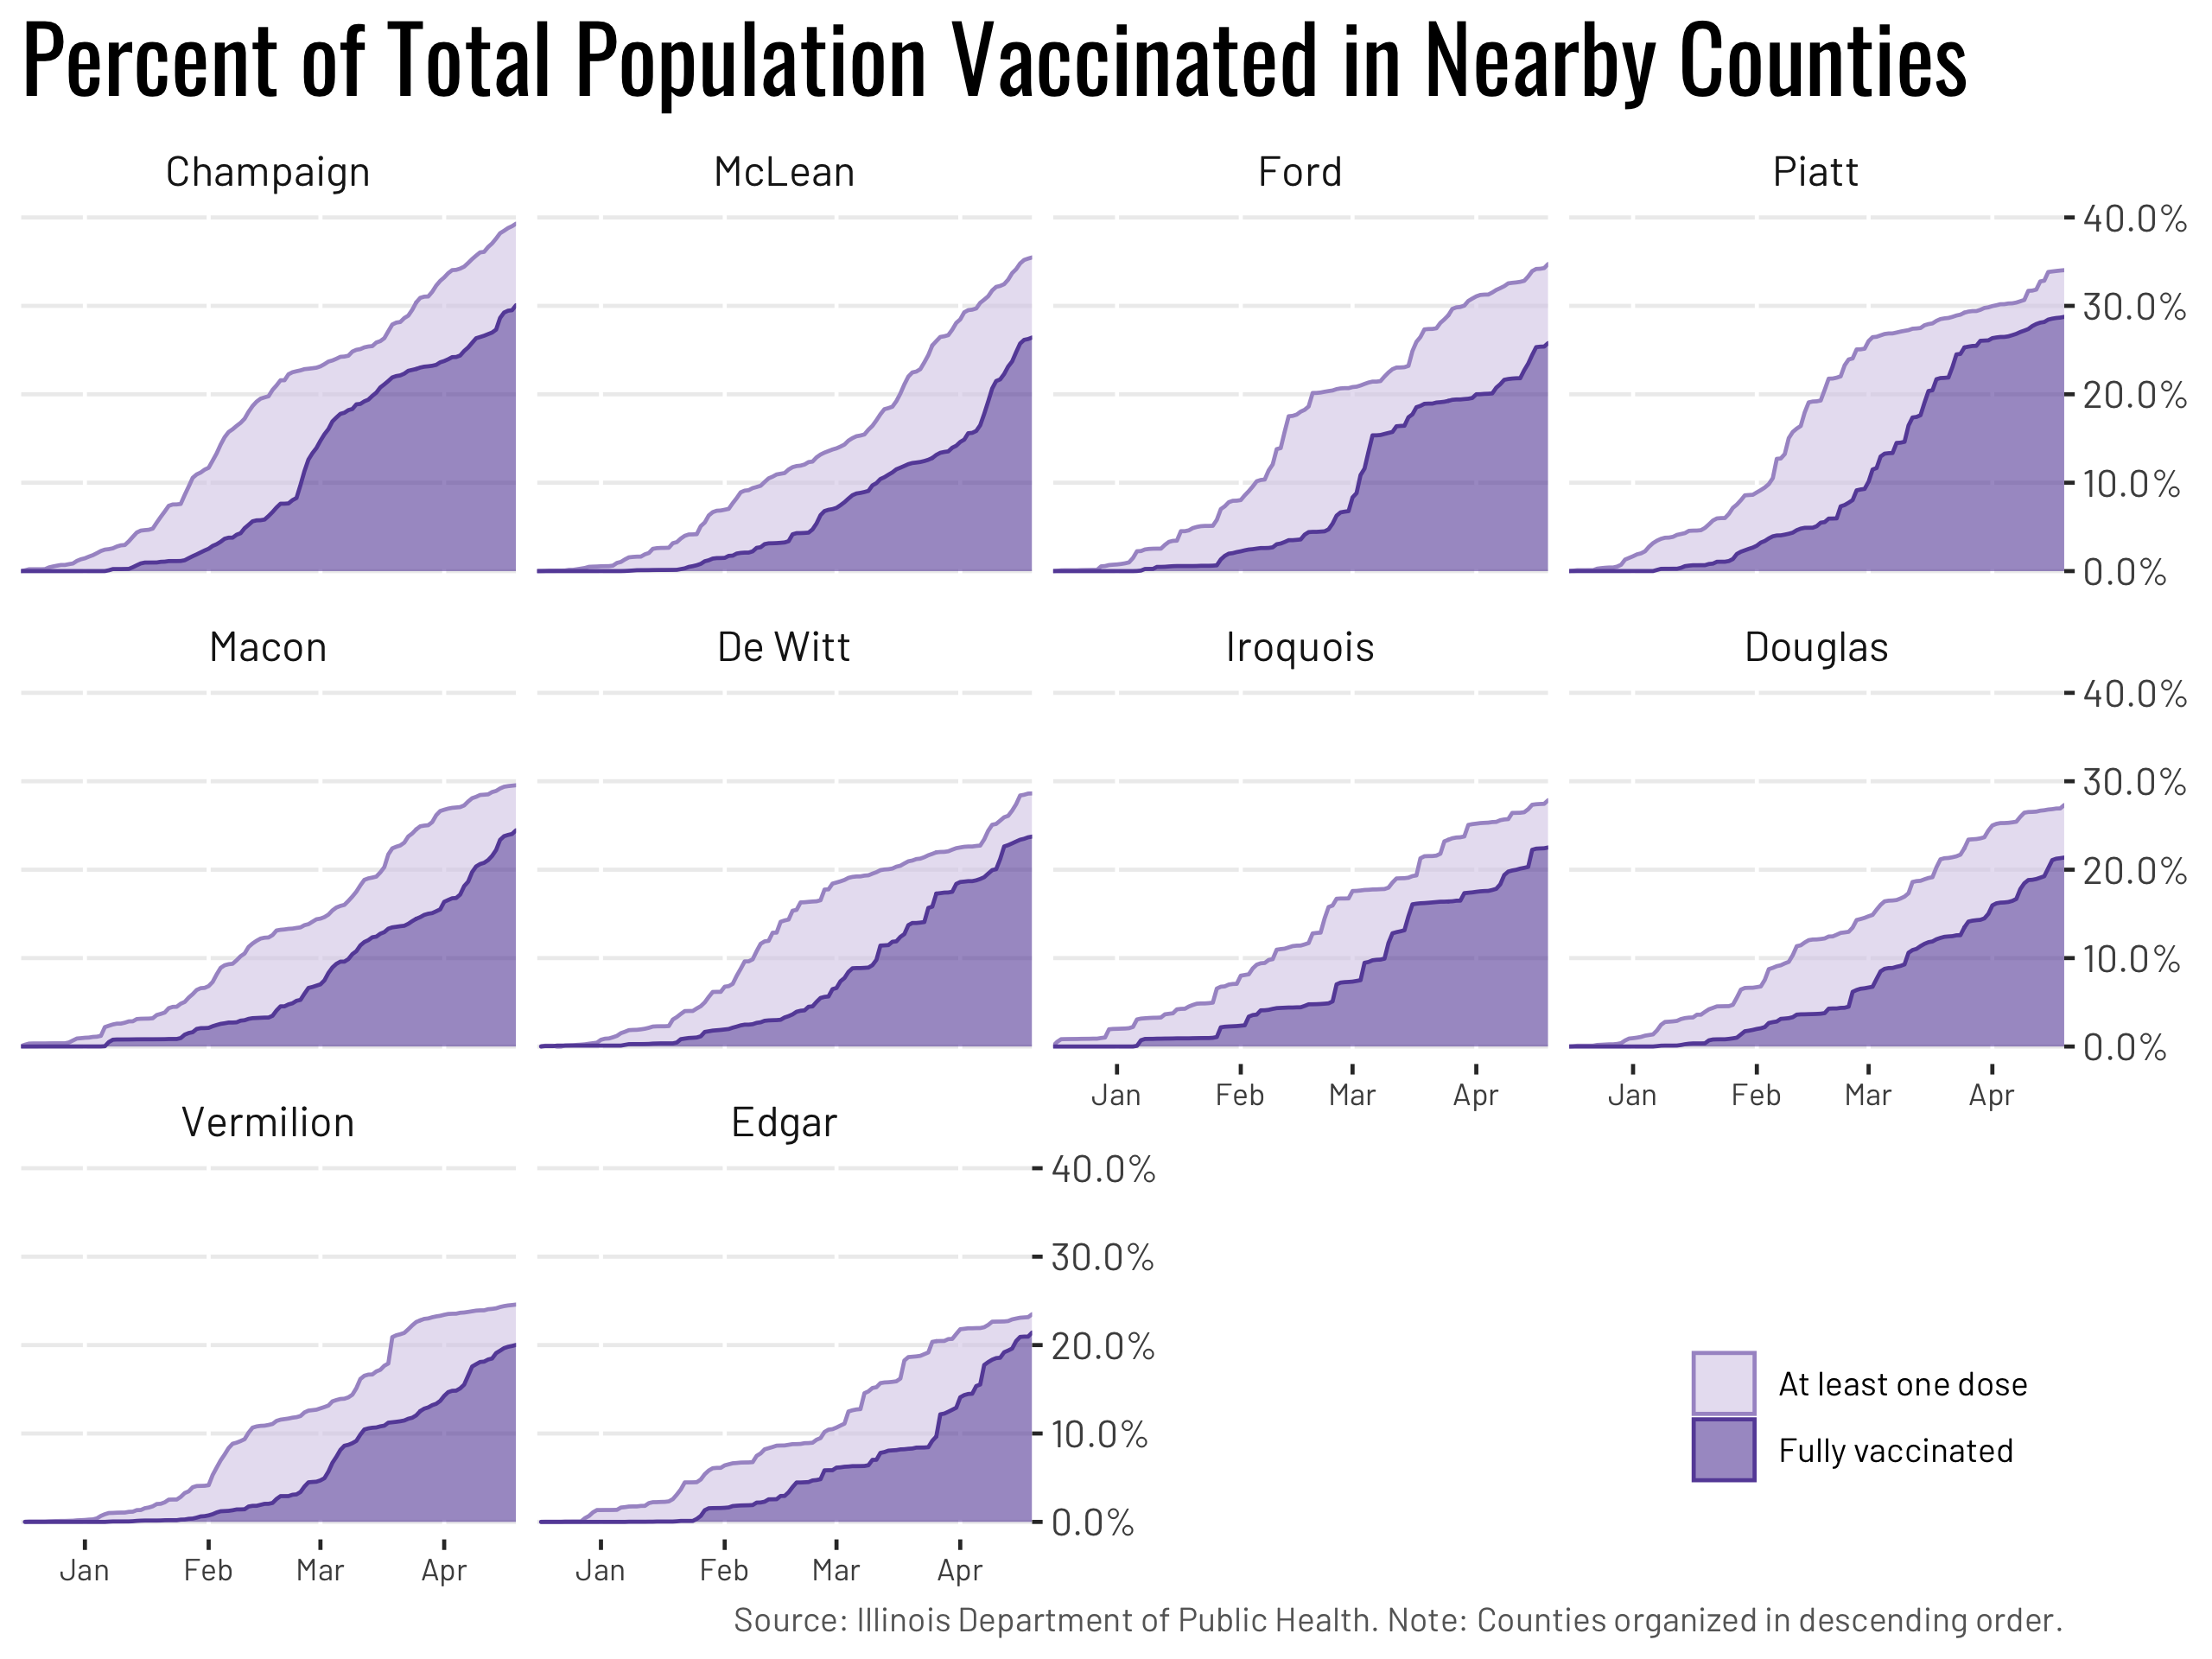 Percent of Total Population Vaccinated in Nearby Counties
Champaign McLean Ford Piatt
40.0%
30.0%
20.0%
10.0%
0.0%
Macon De Witt Iroquois Douglas
40.0%
30.0%
20.0%
10.0%
0.0%
Jan Feb Mar Apr Jan Feb Mar Apr
Vermilion Edgar
40.0%
30.0%
20.0%
10.0%
0.0%
Jan Feb Mar Apr Jan Feb Mar Apr
At least one dose
Fully vaccinated
Source: Illinois Department of Public Health. Note: Counties organized in descending order.